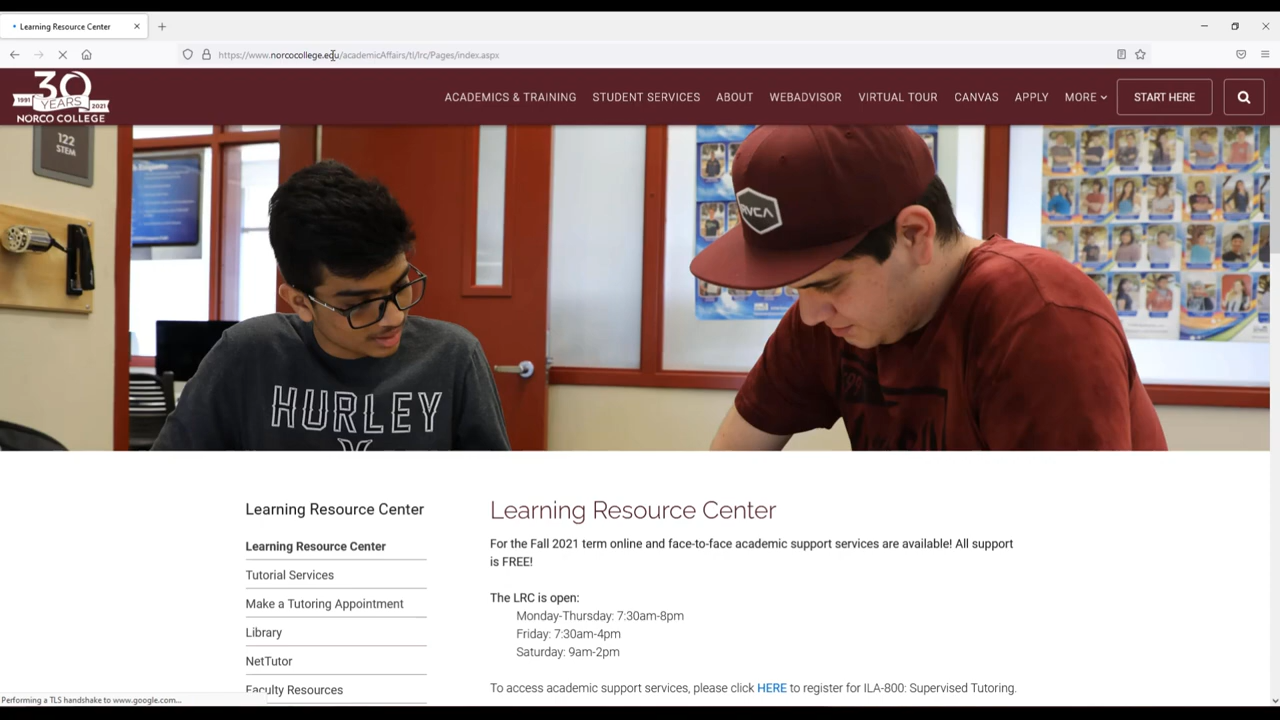 Learning Resource Center
https://www.norcocollege.edu/academicAffairs/tl/lrc/Pages/index.aspx
30
1991 YEARS 2021
NORCO COLLEGE
ACADEMICS & TRAINING STUDENT SERVICES ABOUT WEBADVISOR VIRTUAL TOUR CANVAS APPLY MORE START HERE
122
STEM
RVCA
HURLEY
Learning Resource Center
Learning Resource Center
Tutorial Services
Make a Tutoring Appointment
Library
NetTutor
Faculty Resources
Learning Resource Center
For the Fall 2021 term online and face-to-face academic support services are available! All support
is FREE!
The LRC is open:
Monday-Thursday: 7:30am-8pm
Friday: 7:30am-4pm
Saturday: 9am-2pm
To access academic support services, please click HERE to register for ILA-800: Supervised Tutoring.
Performing a TLS handshake to www.google.com...